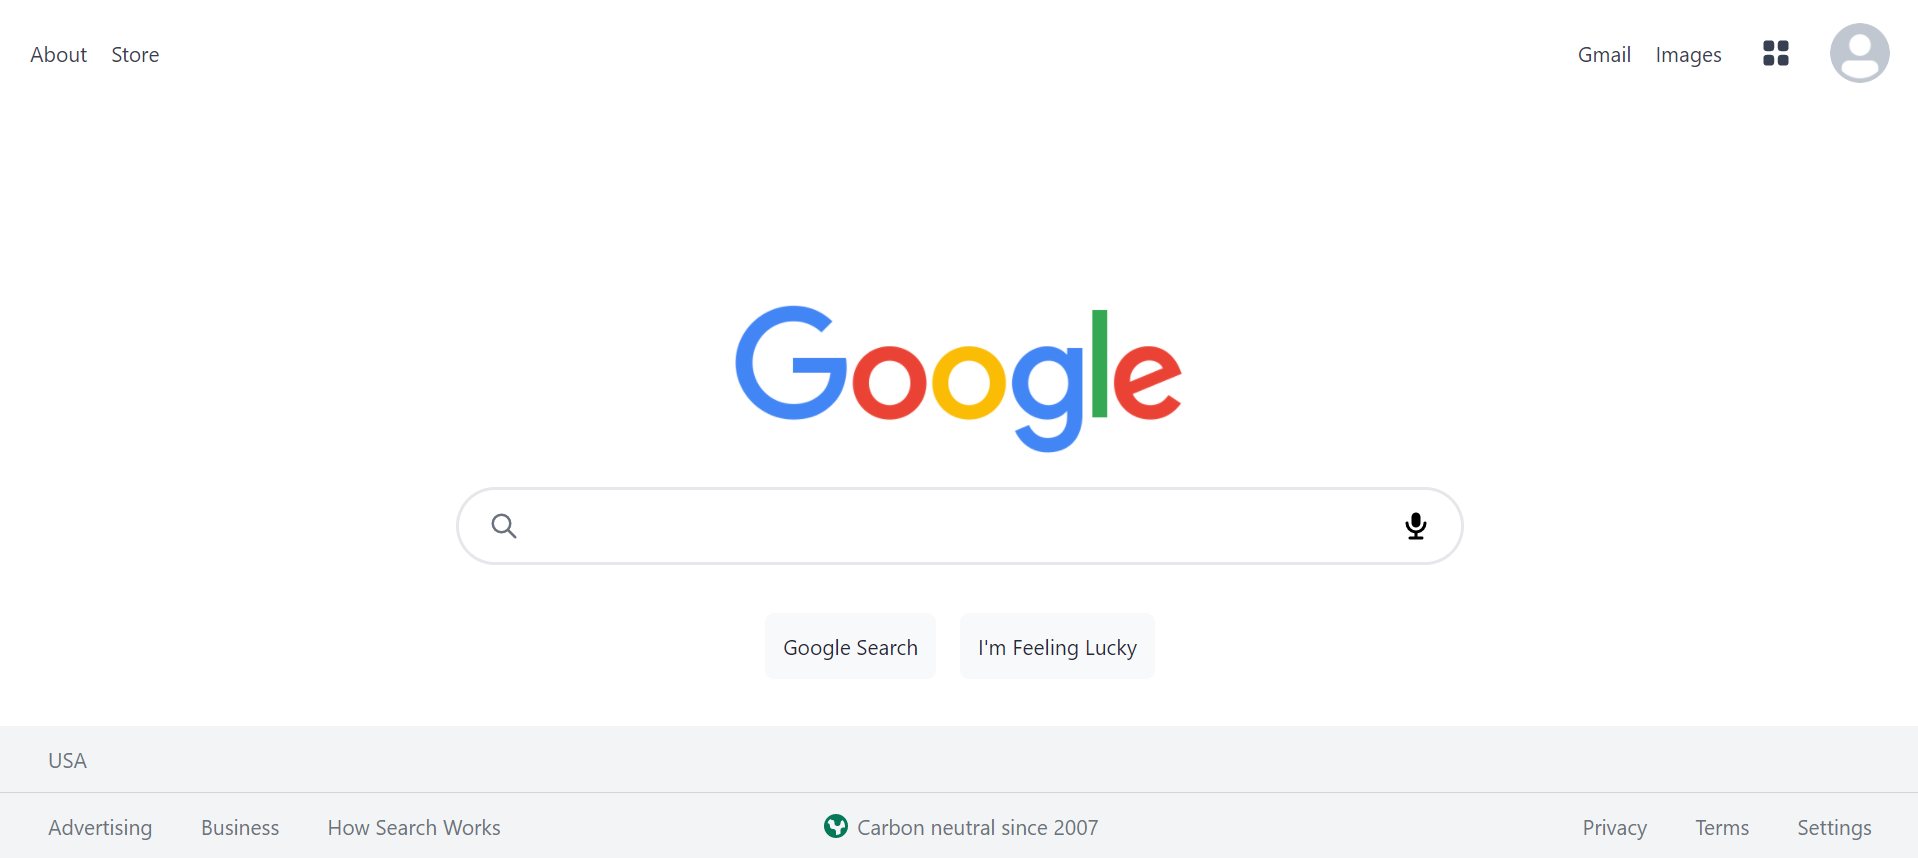 About Store Gmail Images
Google
Google Search I'm Feeling Lucky
USA
Advertising Business How Search Works Carbon neutral since 2007 Privacy Terms Settings